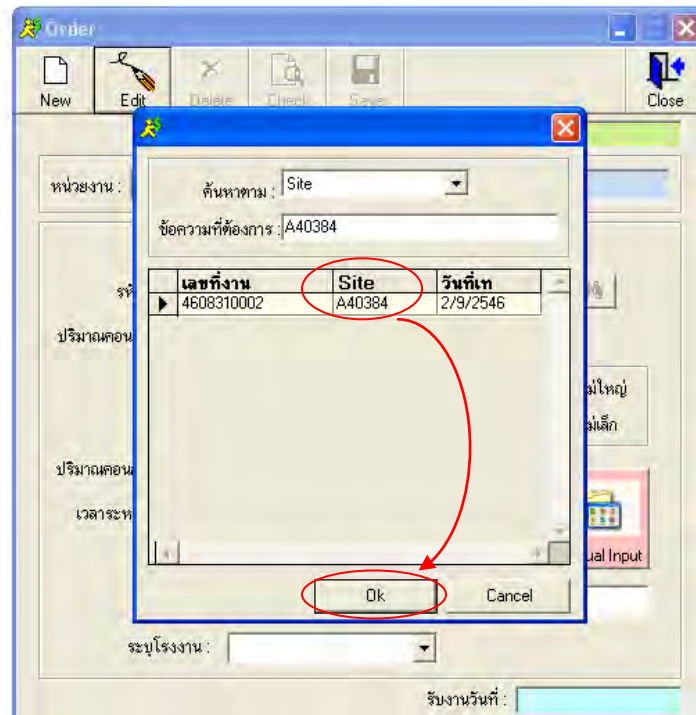 Order
New Edit Delete Check Save Close
หน่วยงาน :
ค้นหาตาม : Site
ข้อความที่ต้องการ : A40384
เลขที่งาน Site วันที่เท
4608310002 A40384 2/9/2546
รหั
ปริมาณคอน
ม่ใหญ่
ม่เล็ก
ปริมาณคอน
เวลาระห
ual Input
Ok Cancel
ระบุโรงงาน :
รับงานวันที่ :